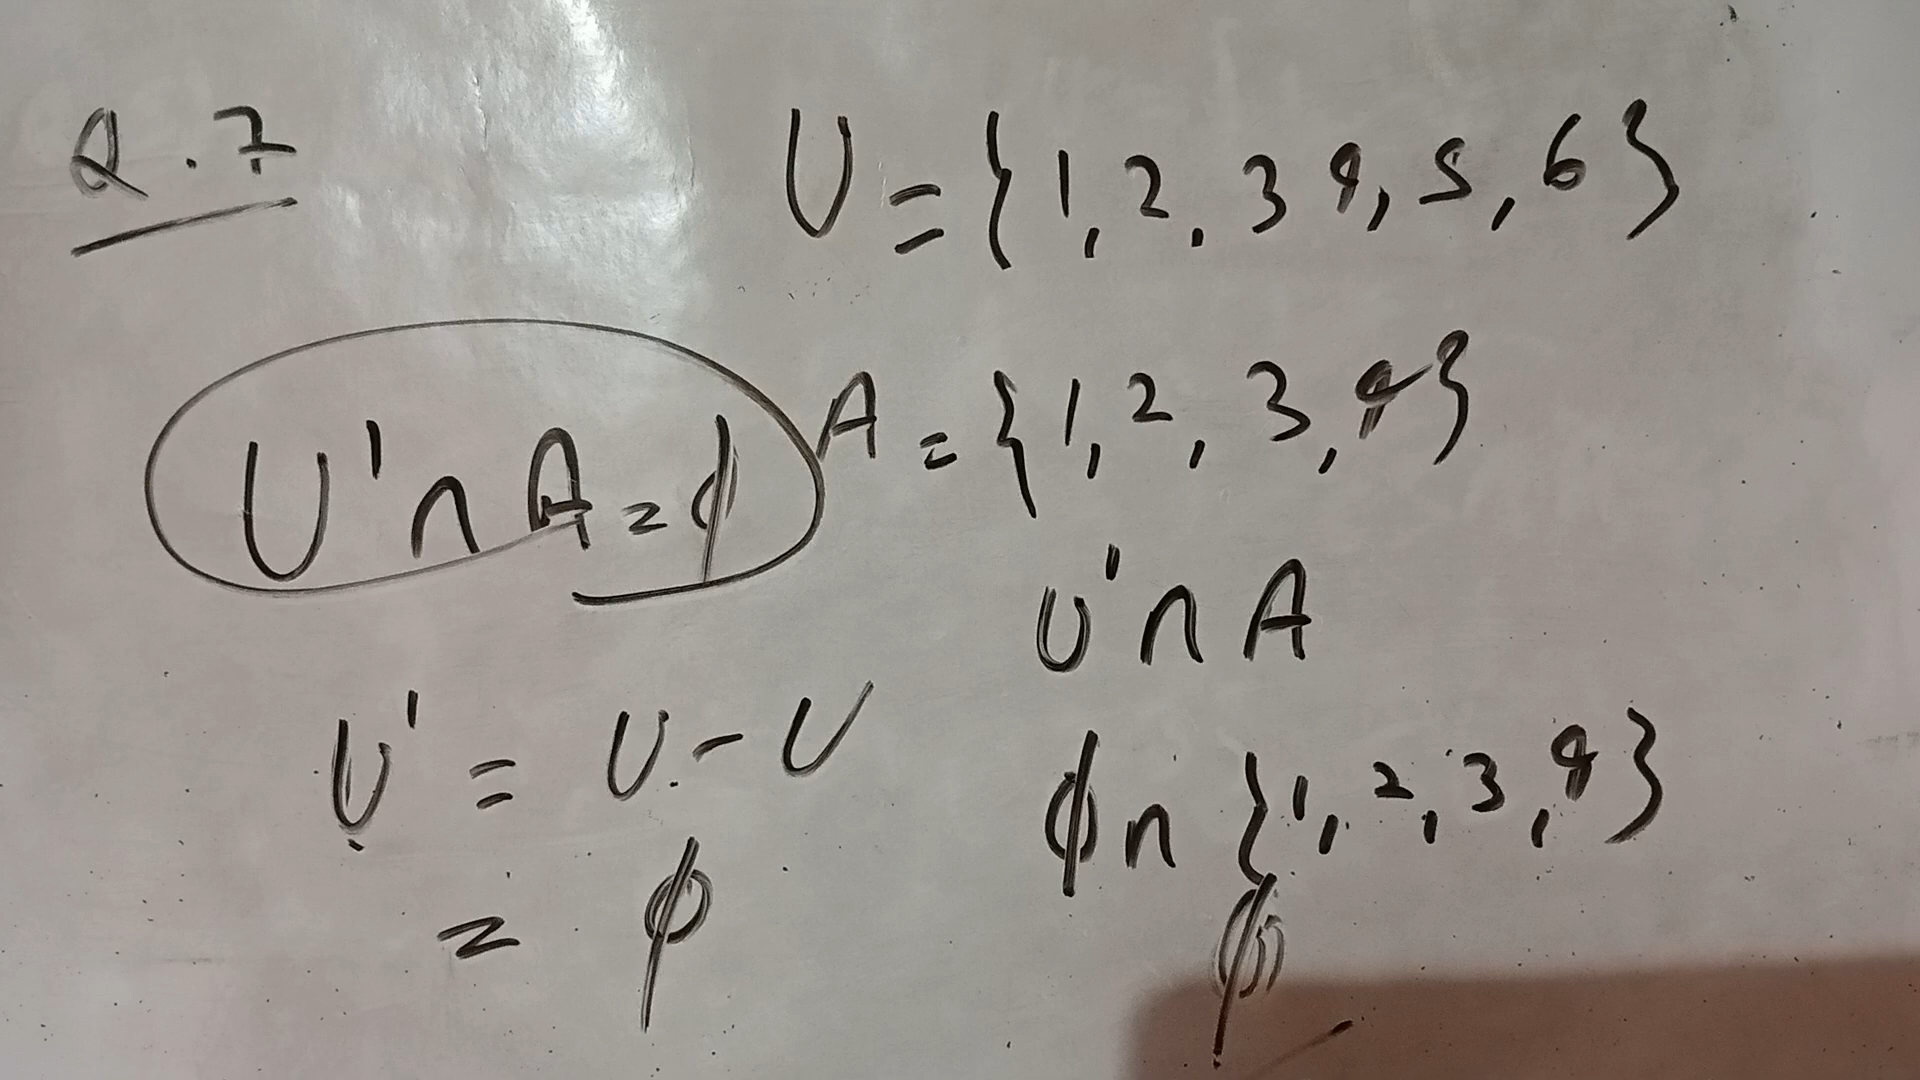 Q.7
U = {1, 2, 3 4, 5, 6}
A = {1, 2, 3, 4}
U' ∩ A = ϕ
U' ∩ A
U' = U - U
ϕ ∩ {1, 2, 3, 4}
= ϕ
ϕ